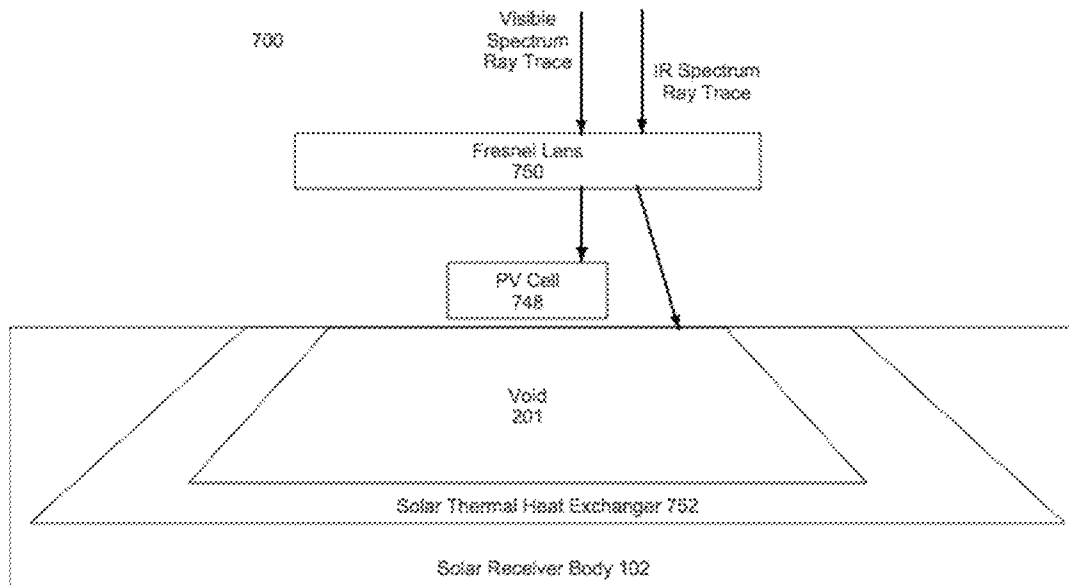 700
Visible
Spectrum
Ray Trace
IR Spectrum
Ray Trace
Fresnel Lens
750
PV Cell
748
Void
201
Solar Thermal Heat Exchanger 752
Solar Receiver Body 102